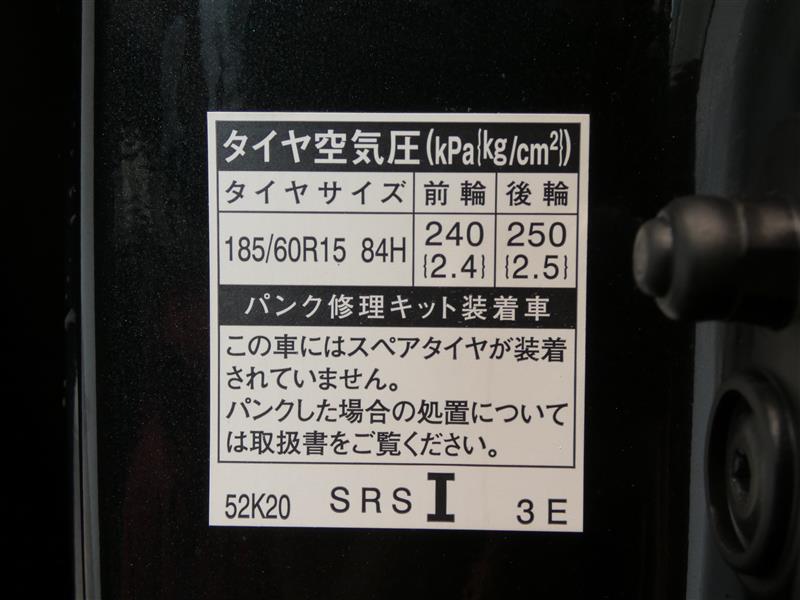 タイヤ空気圧(kPa{kg/cm²})
タイヤサイズ 前輪 後輪
185/60R15 84H 240 {2.4} 250 {2.5}
パンク修理キット装着車
この車にはスペアタイヤが装着
されていません。
パンクした場合の処置について
は取扱書をご覧ください。
52K20 SRS I 3E